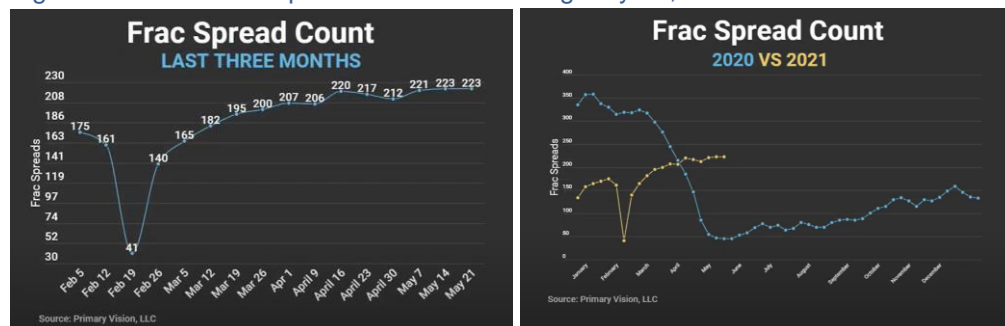 Frac Spread Count
LAST THREE MONTHS
Frac Spreads
230
208
186
163
141
119
97
74
52
30
175
161
41
140
165
182
195
200
207
206
220
217
212
221
223
223
Feb 5
Feb 12
Feb 19
Feb 26
Mar 5
Mar 12
Mar 19
Mar 26
Apr 1
April 9
April 16
April 23
April 30
May 7
May 14
May 21
Source: Primary Vision, LLC
Frac Spread Count
2020 VS 2021
Frac Spreads
400
350
300
250
200
150
100
50
0
January
February
March
April
May
June
July
August
September
October
November
December
Source: Primary Vision, LLC